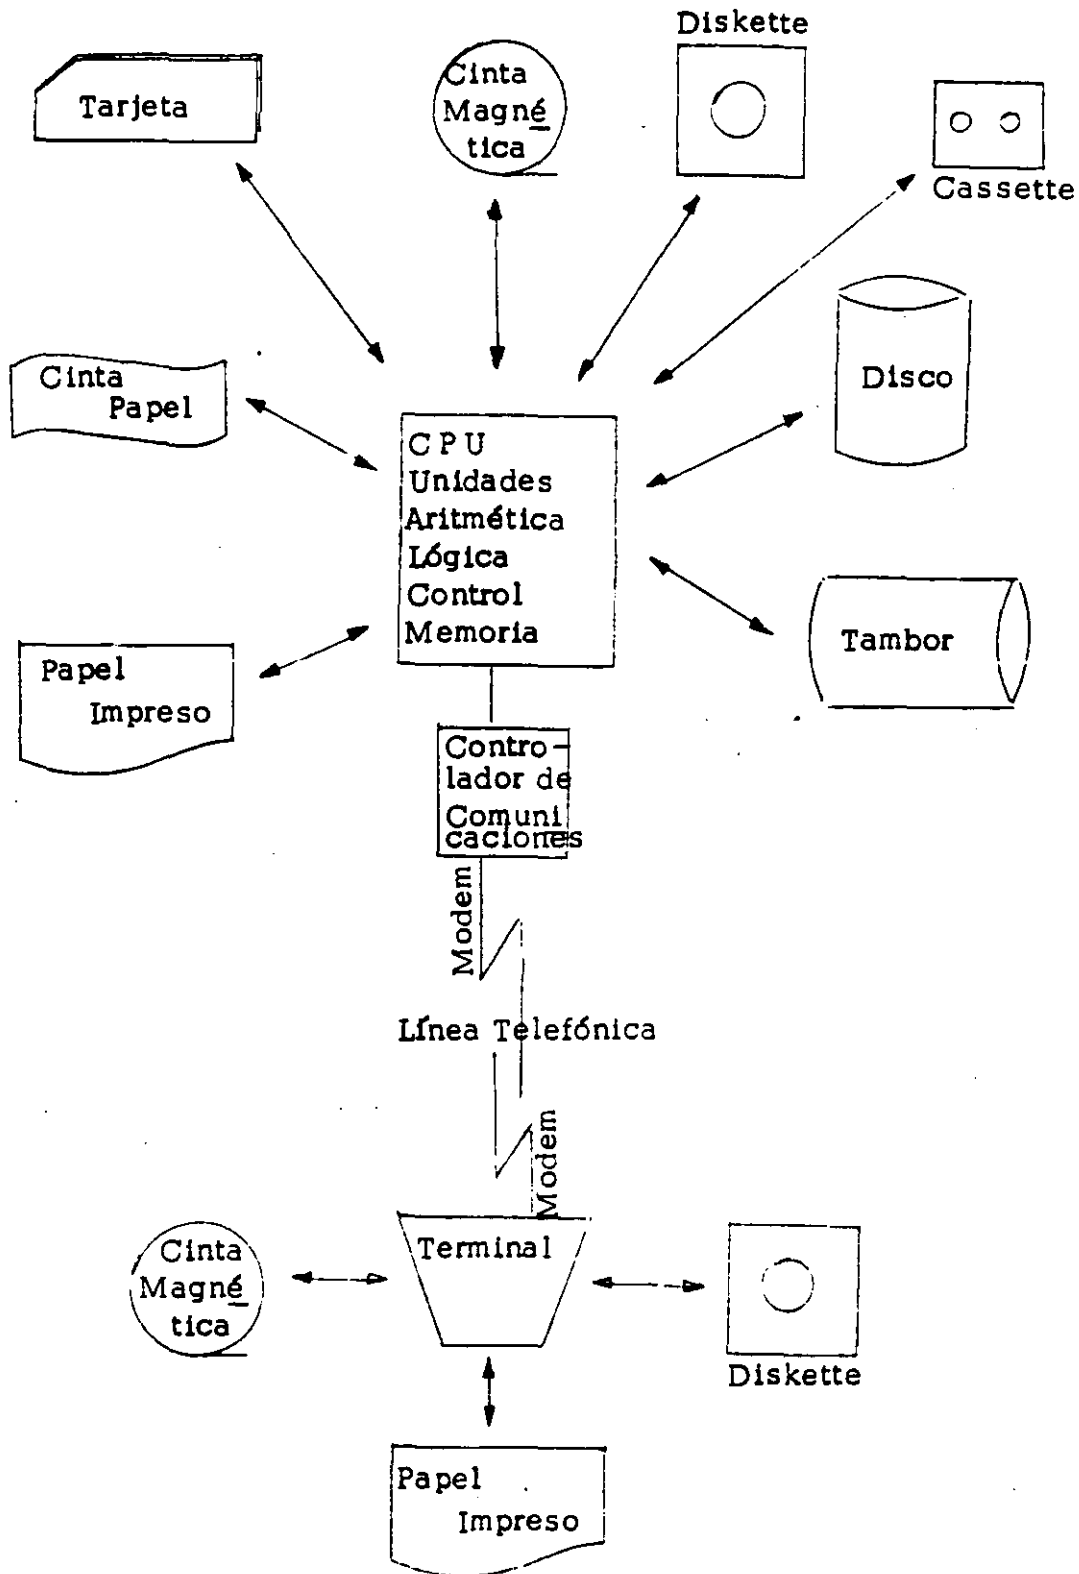 Diskette
Tarjeta
Cinta
Magné
tica
Cassette
Cinta
Papel
Disco
C P U
Unidades
Aritmética
Lógica
Control
Memoria
Tambor
Papel
Impreso
Contro-
lador de
Comuni
caciones
Modem
Línea Telefónica
Modem
Terminal
Cinta
Magné
tica
Diskette
Papel
Impreso